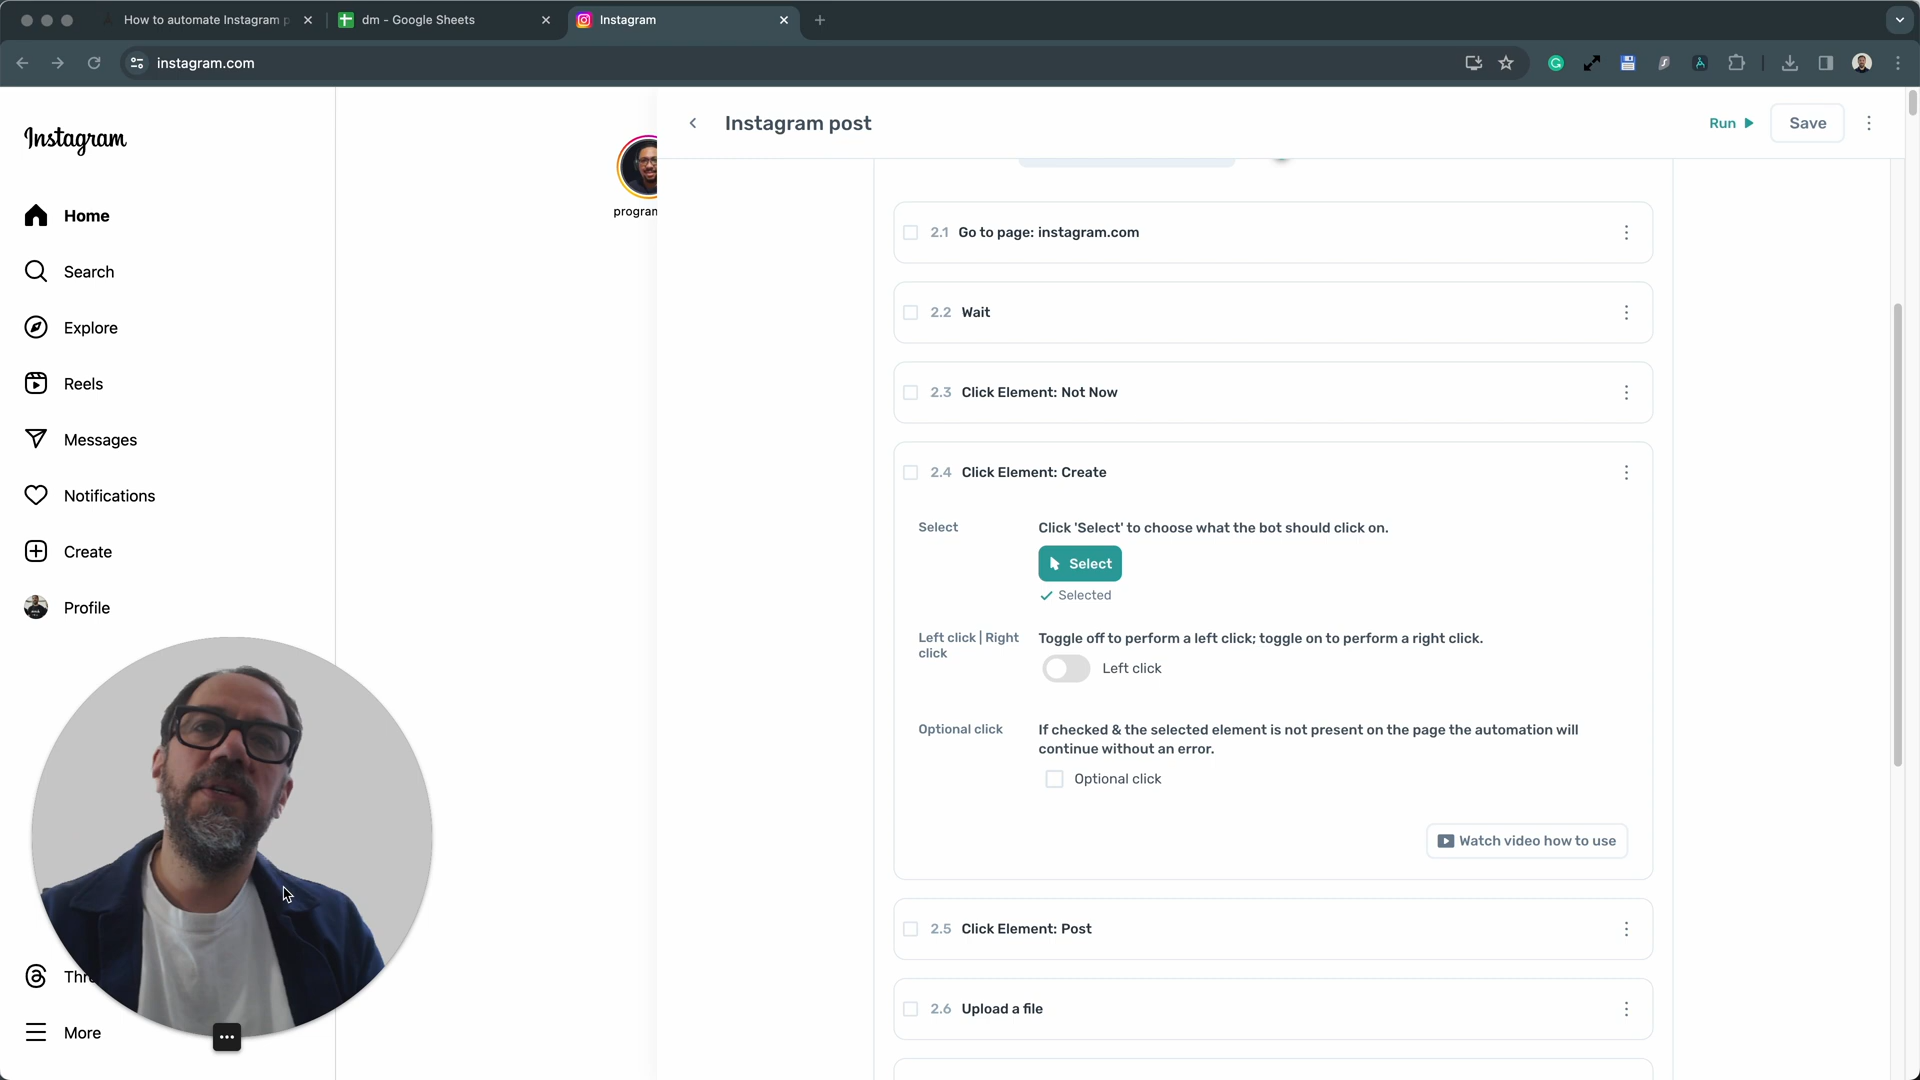 How to automate Instagram p
dm - Google Sheets
Instagram
instagram.com
Instagram
Home
Search
Explore
Reels
Messages
Notifications
Create
Profile
Thre
More
program
Instagram post
Run
Save
2.1 Go to page: instagram.com
2.2 Wait
2.3 Click Element: Not Now
2.4 Click Element: Create
Select
Click 'Select' to choose what the bot should click on.
Select
Selected
Left click | Right
click
Toggle off to perform a left click; toggle on to perform a right click.
Left click
Optional click
If checked & the selected element is not present on the page the automation will
continue without an error.
Optional click
Watch video how to use
2.5 Click Element: Post
2.6 Upload a file